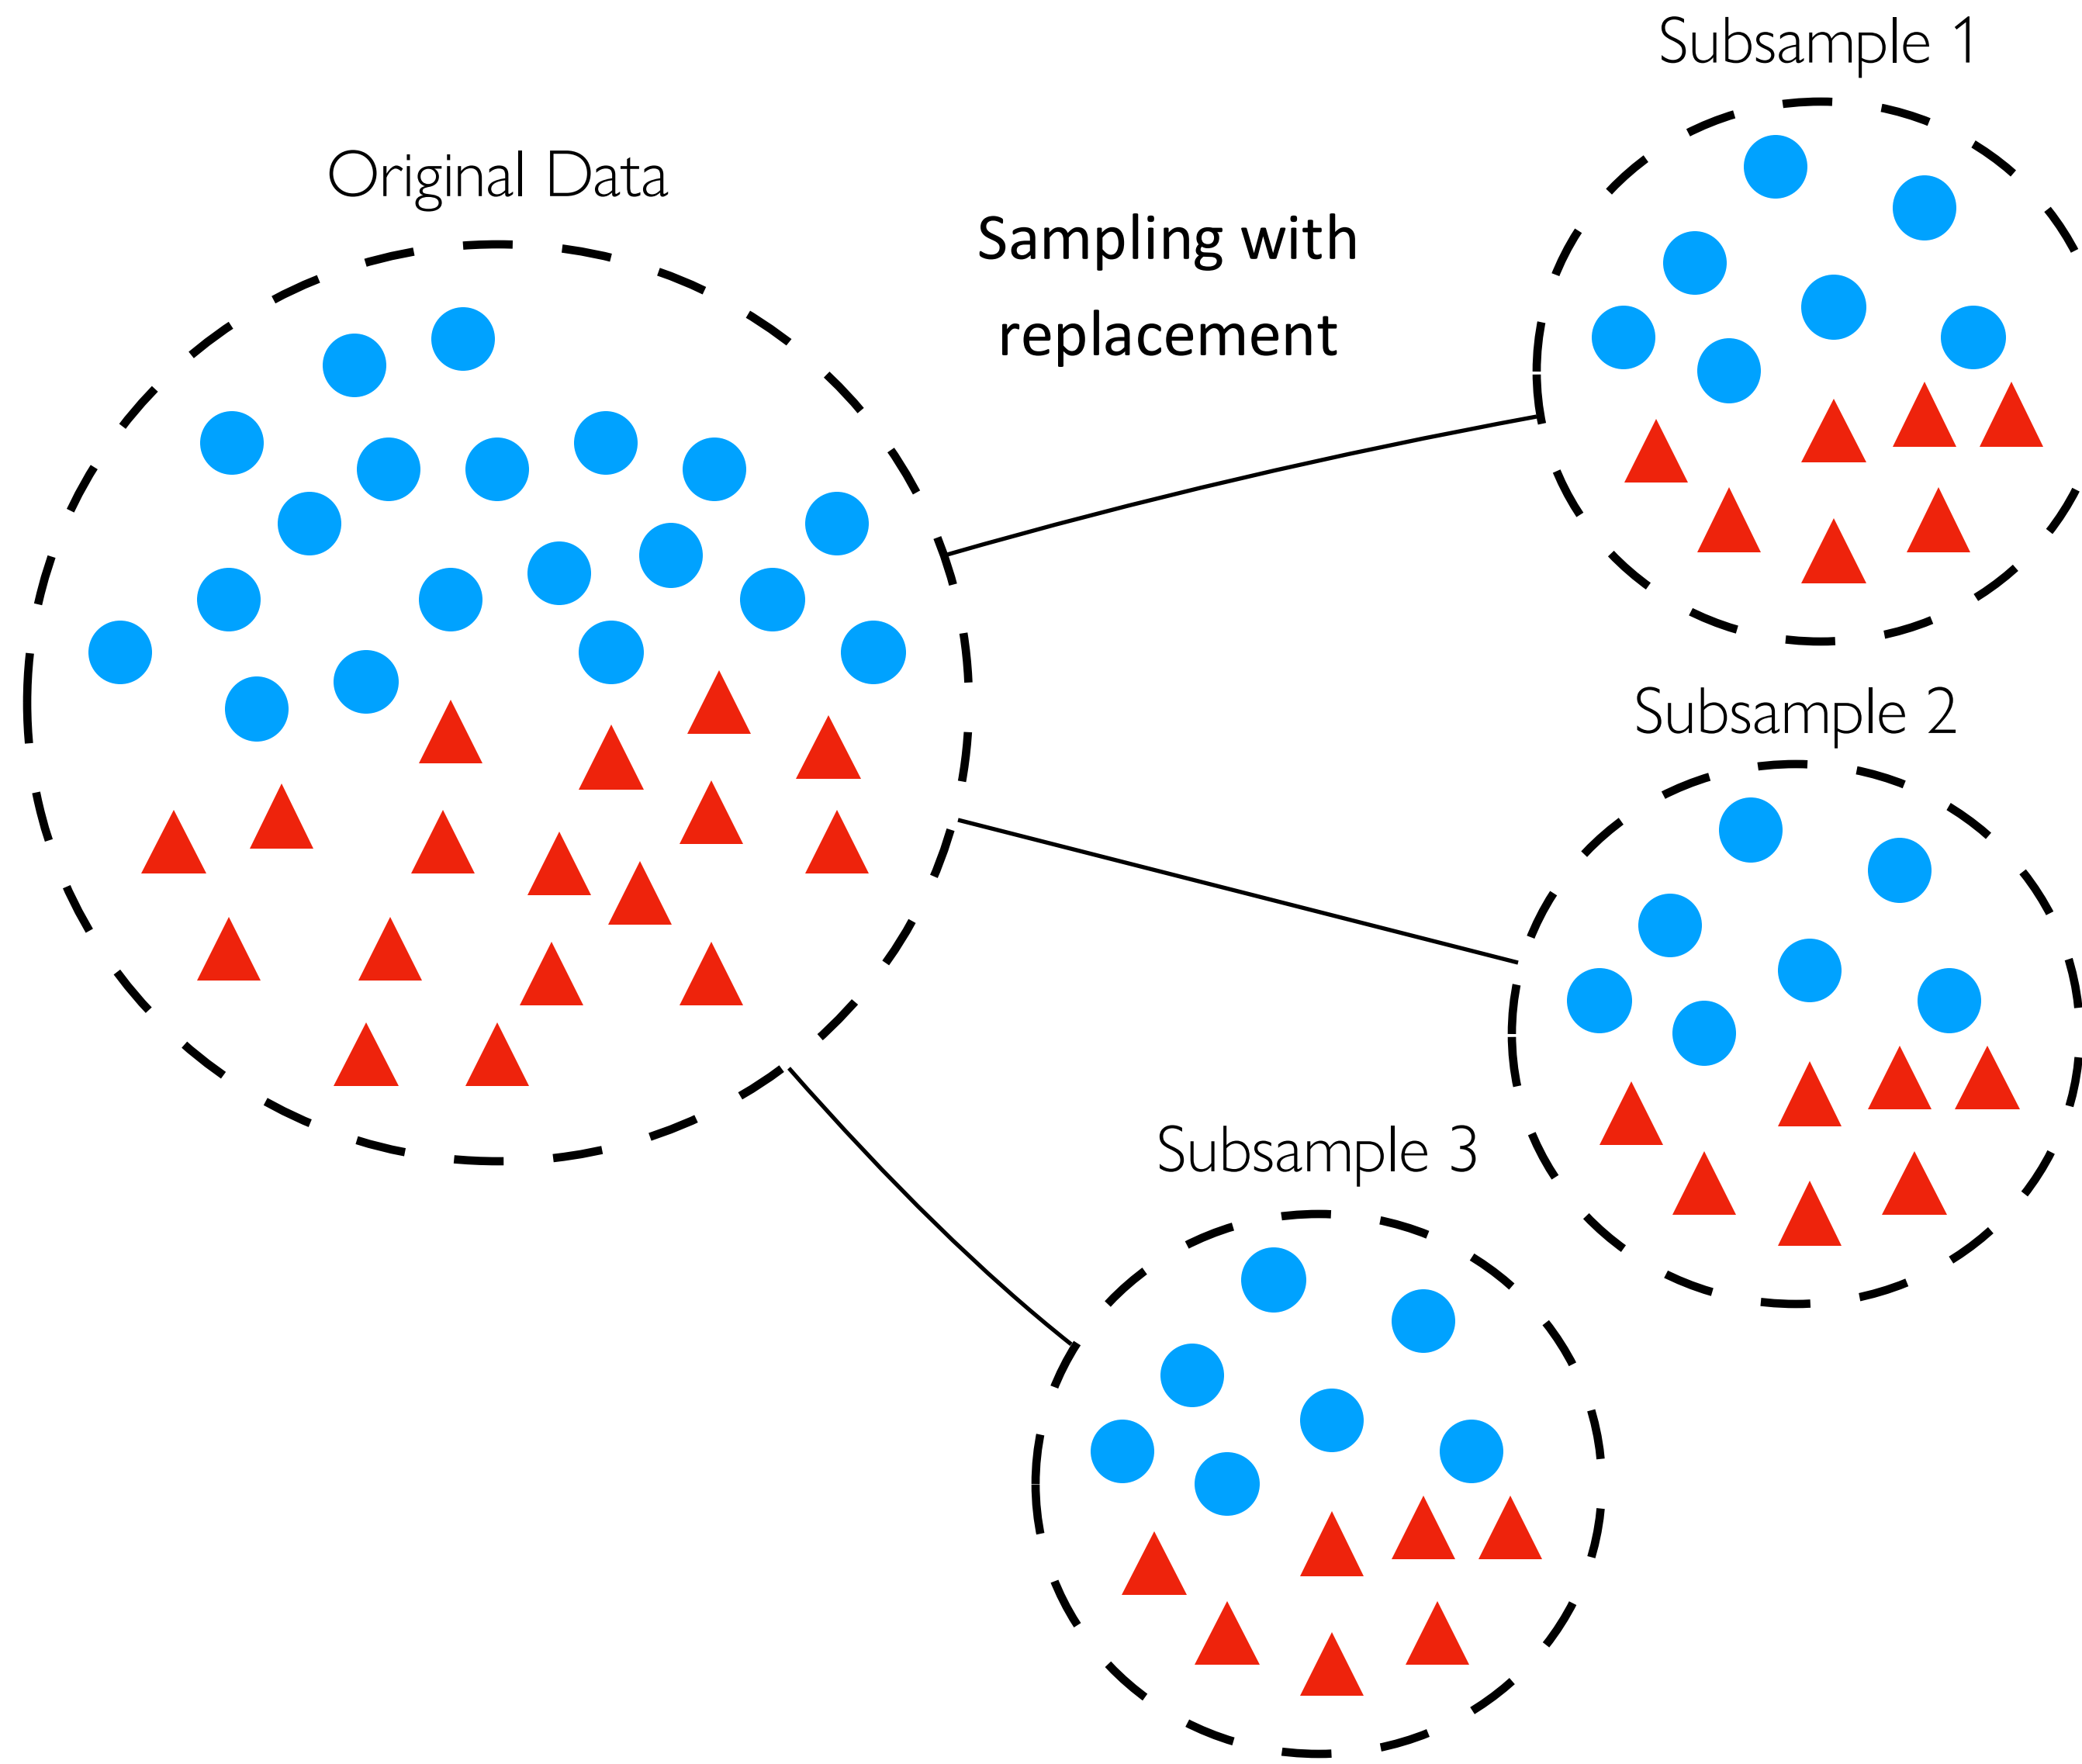 Original Data
Sampling with
replacement
Subsample 1
Subsample 2
Subsample 3